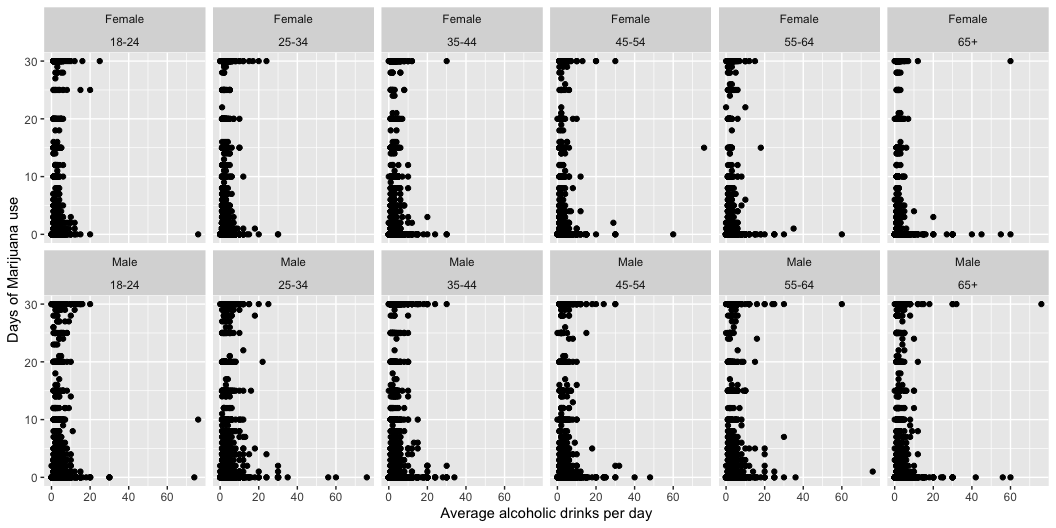 Female Female Female Female Female Female
18-24 25-34 35-44 45-54 55-64 65+
30
20
10
0
Days of Marijuana use
Male Male Male Male Male Male
18-24 25-34 35-44 45-54 55-64 65+
30
20
10
0
0 20 40 60 0 20 40 60 0 20 40 60 0 20 40 60 0 20 40 60 0 20 40 60
Average alcoholic drinks per day